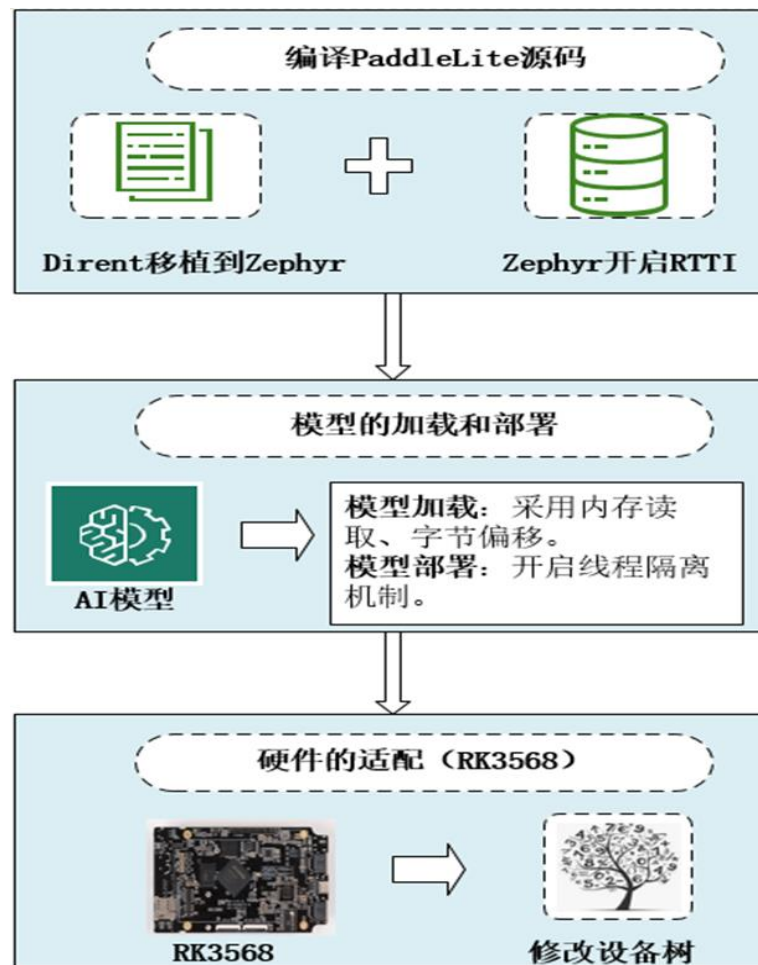 编译PaddleLite源码
Dirent移植到Zephyr
Zephyr开启RTTI
模型的加载和部署
AI模型
模型加载：采用内存读
取、字节偏移。
模型部署：开启线程隔离
机制。
硬件的适配（RK3568）
RK3568
修改设备树